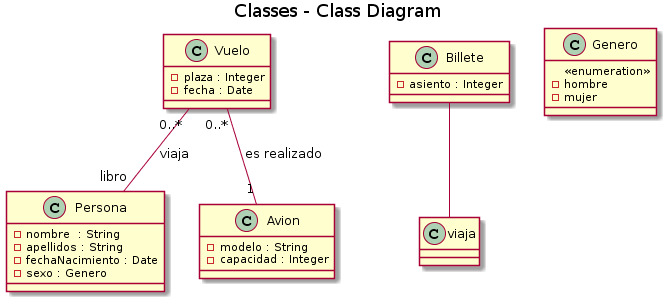 Classes - Class Diagram
C Vuelo
plaza : Integer
fecha : Date
C Billete
asiento : Integer
C Genero
«enumeration»
hombre
mujer
0..*
0..*
viaja
es realizado
libro
1
C Persona
nombre : String
apellidos : String
fechaNacimiento : Date
sexo : Genero
C Avion
modelo : String
capacidad : Integer
C viaja